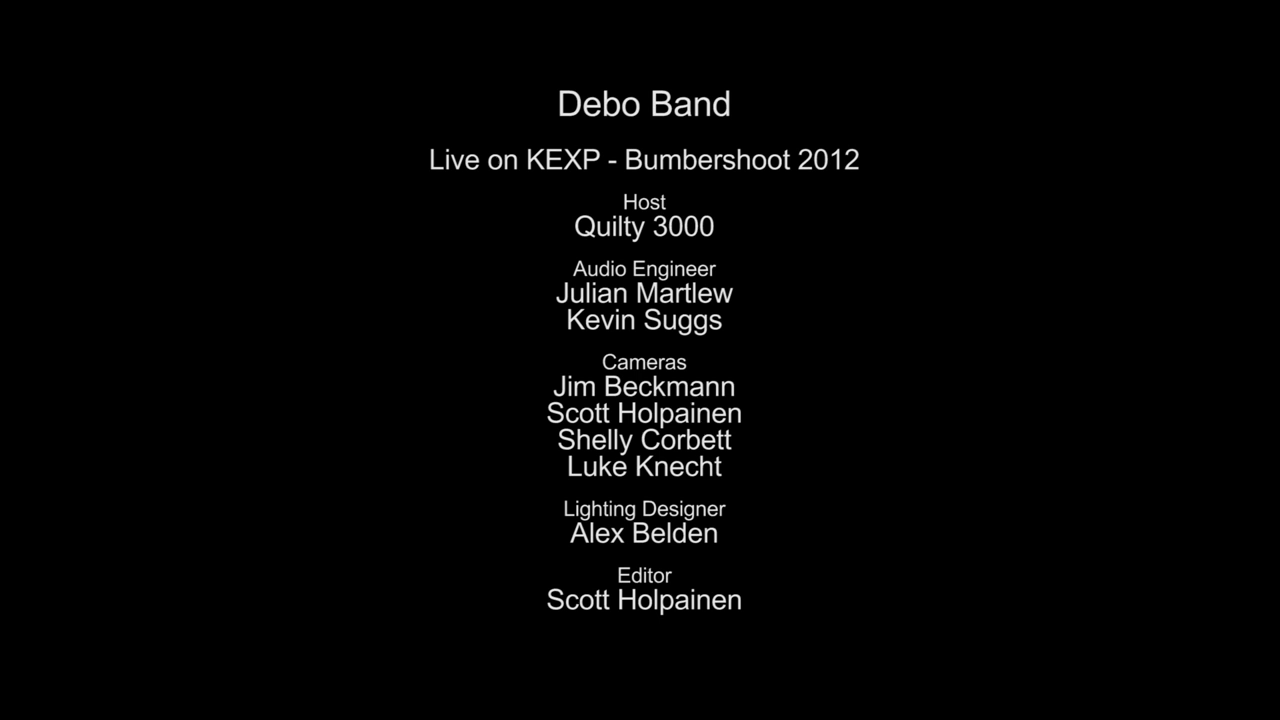 Debo Band
Live on KEXP - Bumbershoot 2012
Host
Quilty 3000
Audio Engineer
Julian Martlew
Kevin Suggs
Cameras
Jim Beckmann
Scott Holpainen
Shelly Corbett
Luke Knecht
Lighting Designer
Alex Belden
Editor
Scott Holpainen